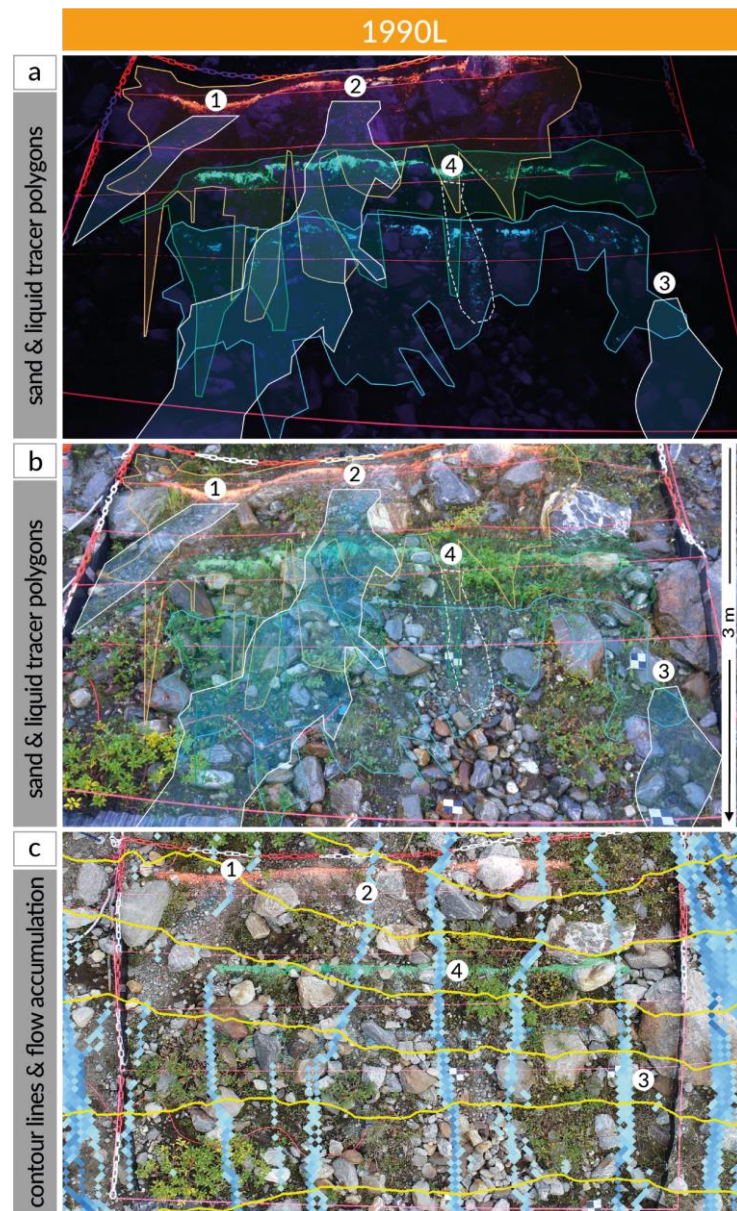 1990L
a
sand & liquid tracer polygons
1
2
3
4
b
sand & liquid tracer polygons
1
2
3
4
3 m
c
contour lines & flow accumulation
1
2
3
4